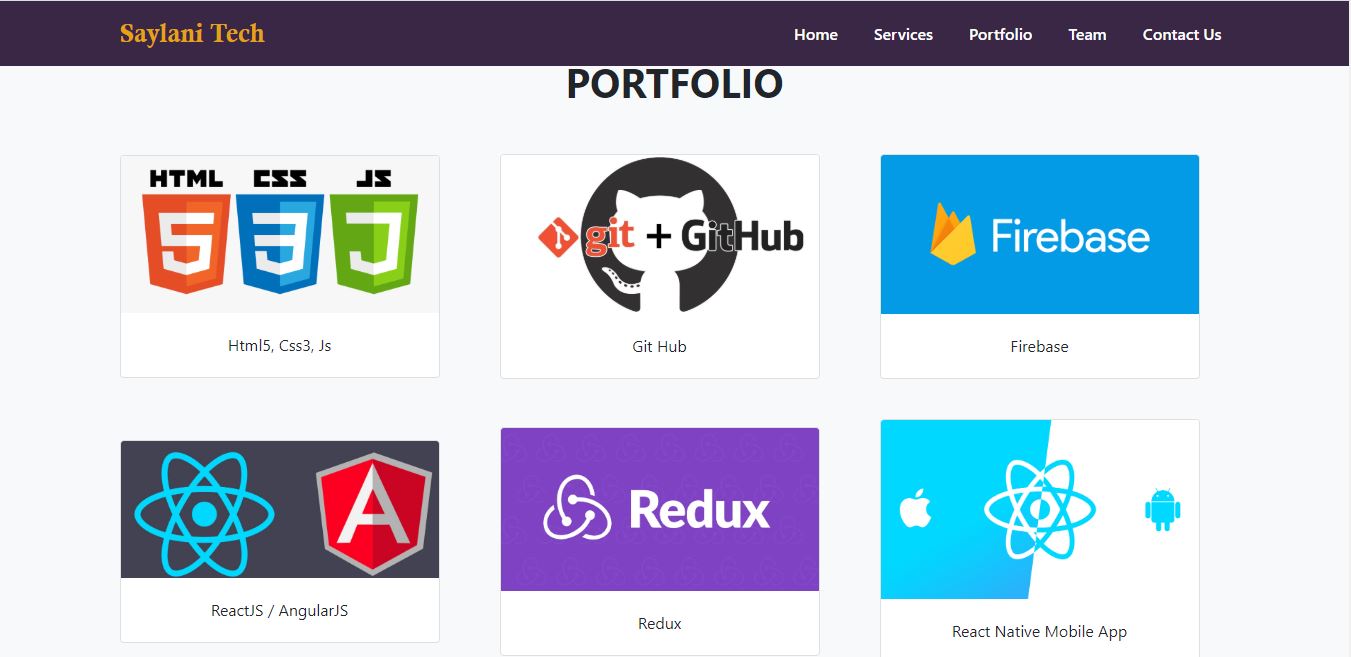 Saylani Tech
Home Services Portfolio Team Contact Us
PORTFOLIO
HTML CSS JS
5 3 J
Html5, Css3, Js
git + GitHub
Git Hub
Firebase
Firebase
A
ReactJS / AngularJS
Redux
Redux
React Native Mobile App